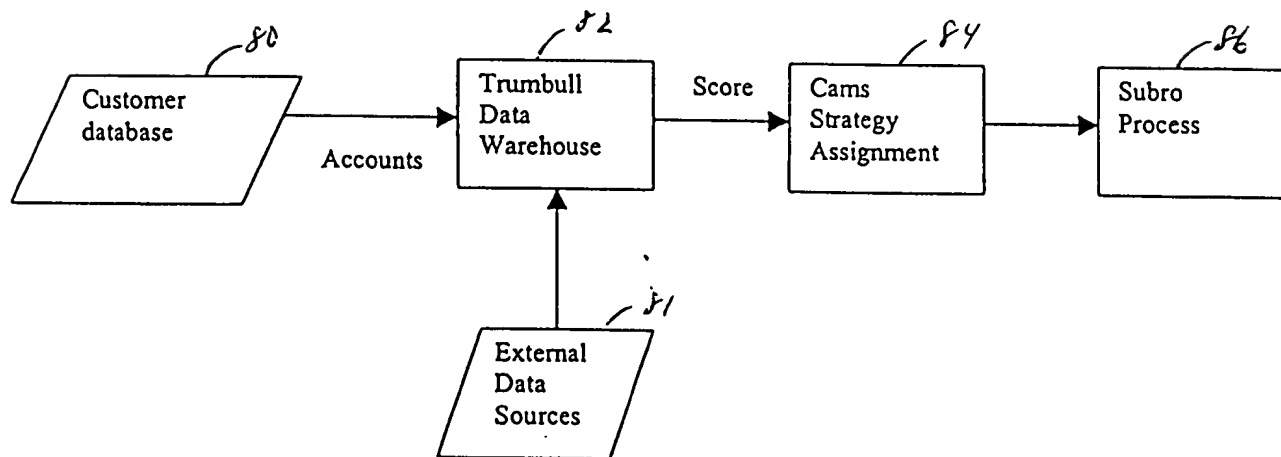 80
82
84
86
Customer
database
Accounts
Trumbull
Data
Warehouse
Score
Cams
Strategy
Assignment
Subro
Process
81
External
Data
Sources